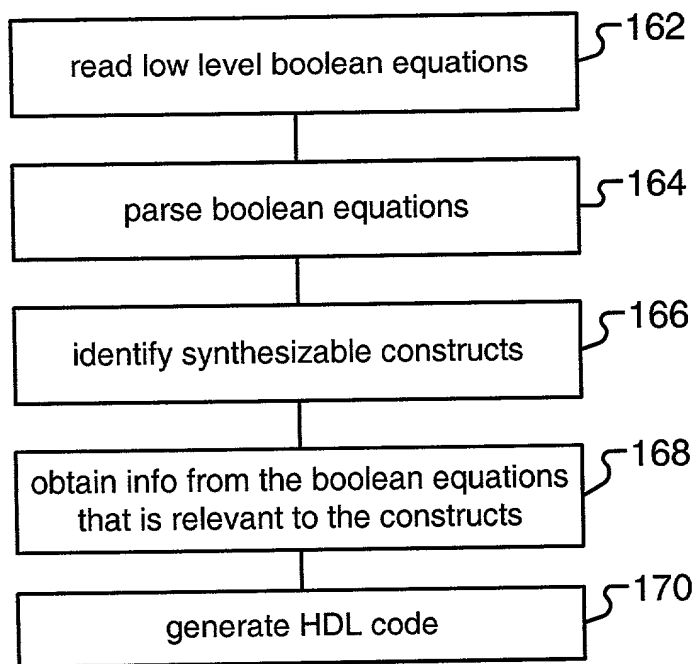 read low level boolean equations
162
parse boolean equations
164
identify synthesizable constructs
166
obtain info from the boolean equations
that is relevant to the constructs
168
generate HDL code
170